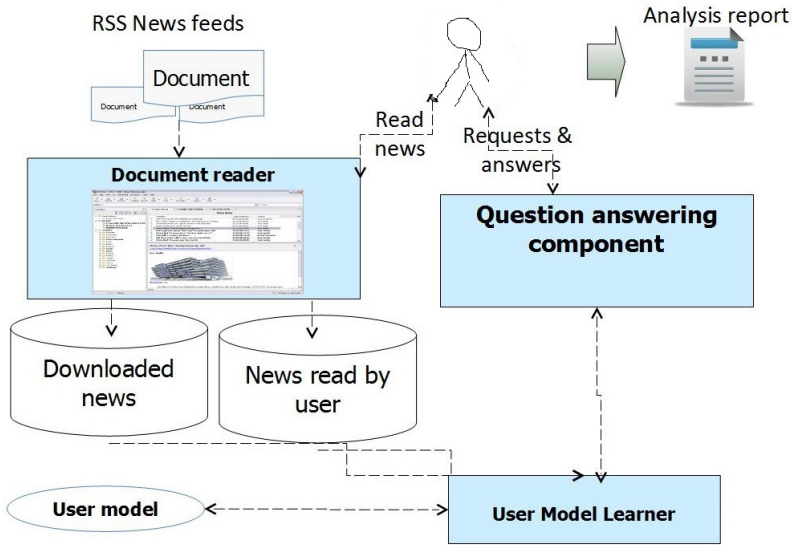 RSS News feeds
Analysis report
Document
Document
Document
Read
news
Requests &
answers
Document reader
Question answering
component
Downloaded
news
News read by
user
User model
User Model Learner